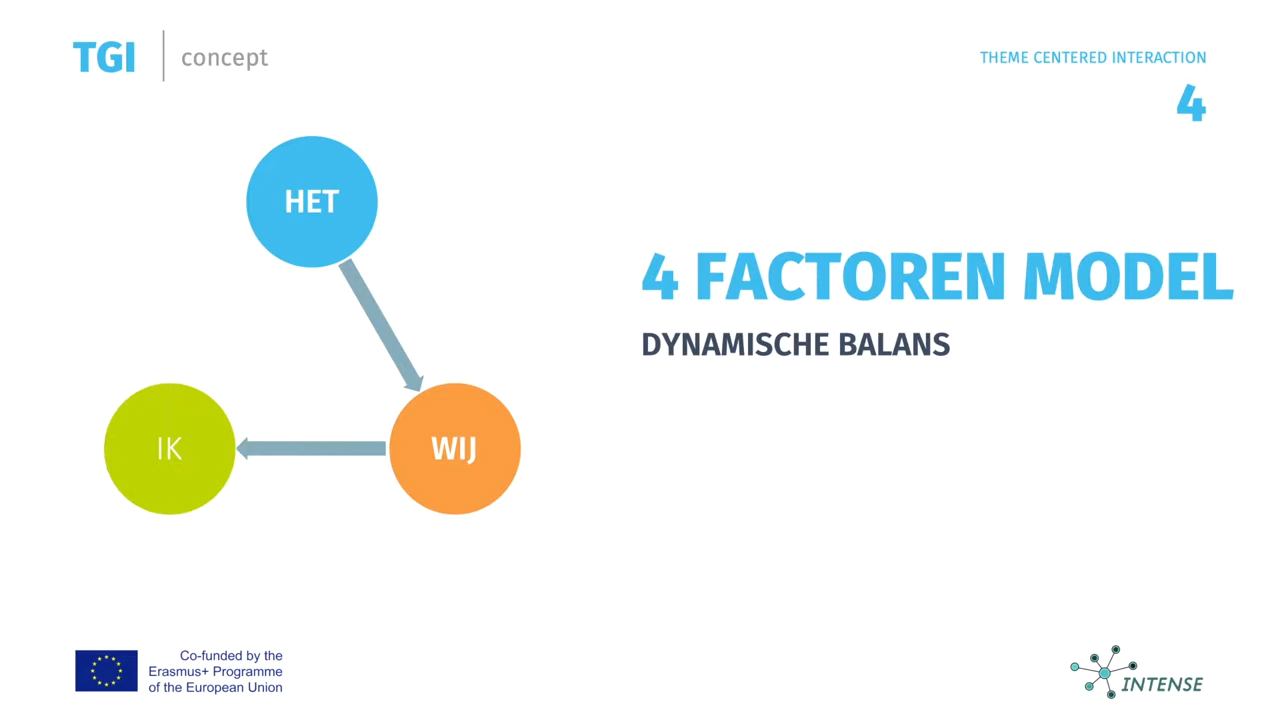 TGI
concept
THEME CENTERED INTERACTION
4
HET
4 FACTOREN MODEL
DYNAMISCHE BALANS
IK
WIJ
Co-funded by the
Erasmus+ Programme
of the European Union
INTENSE